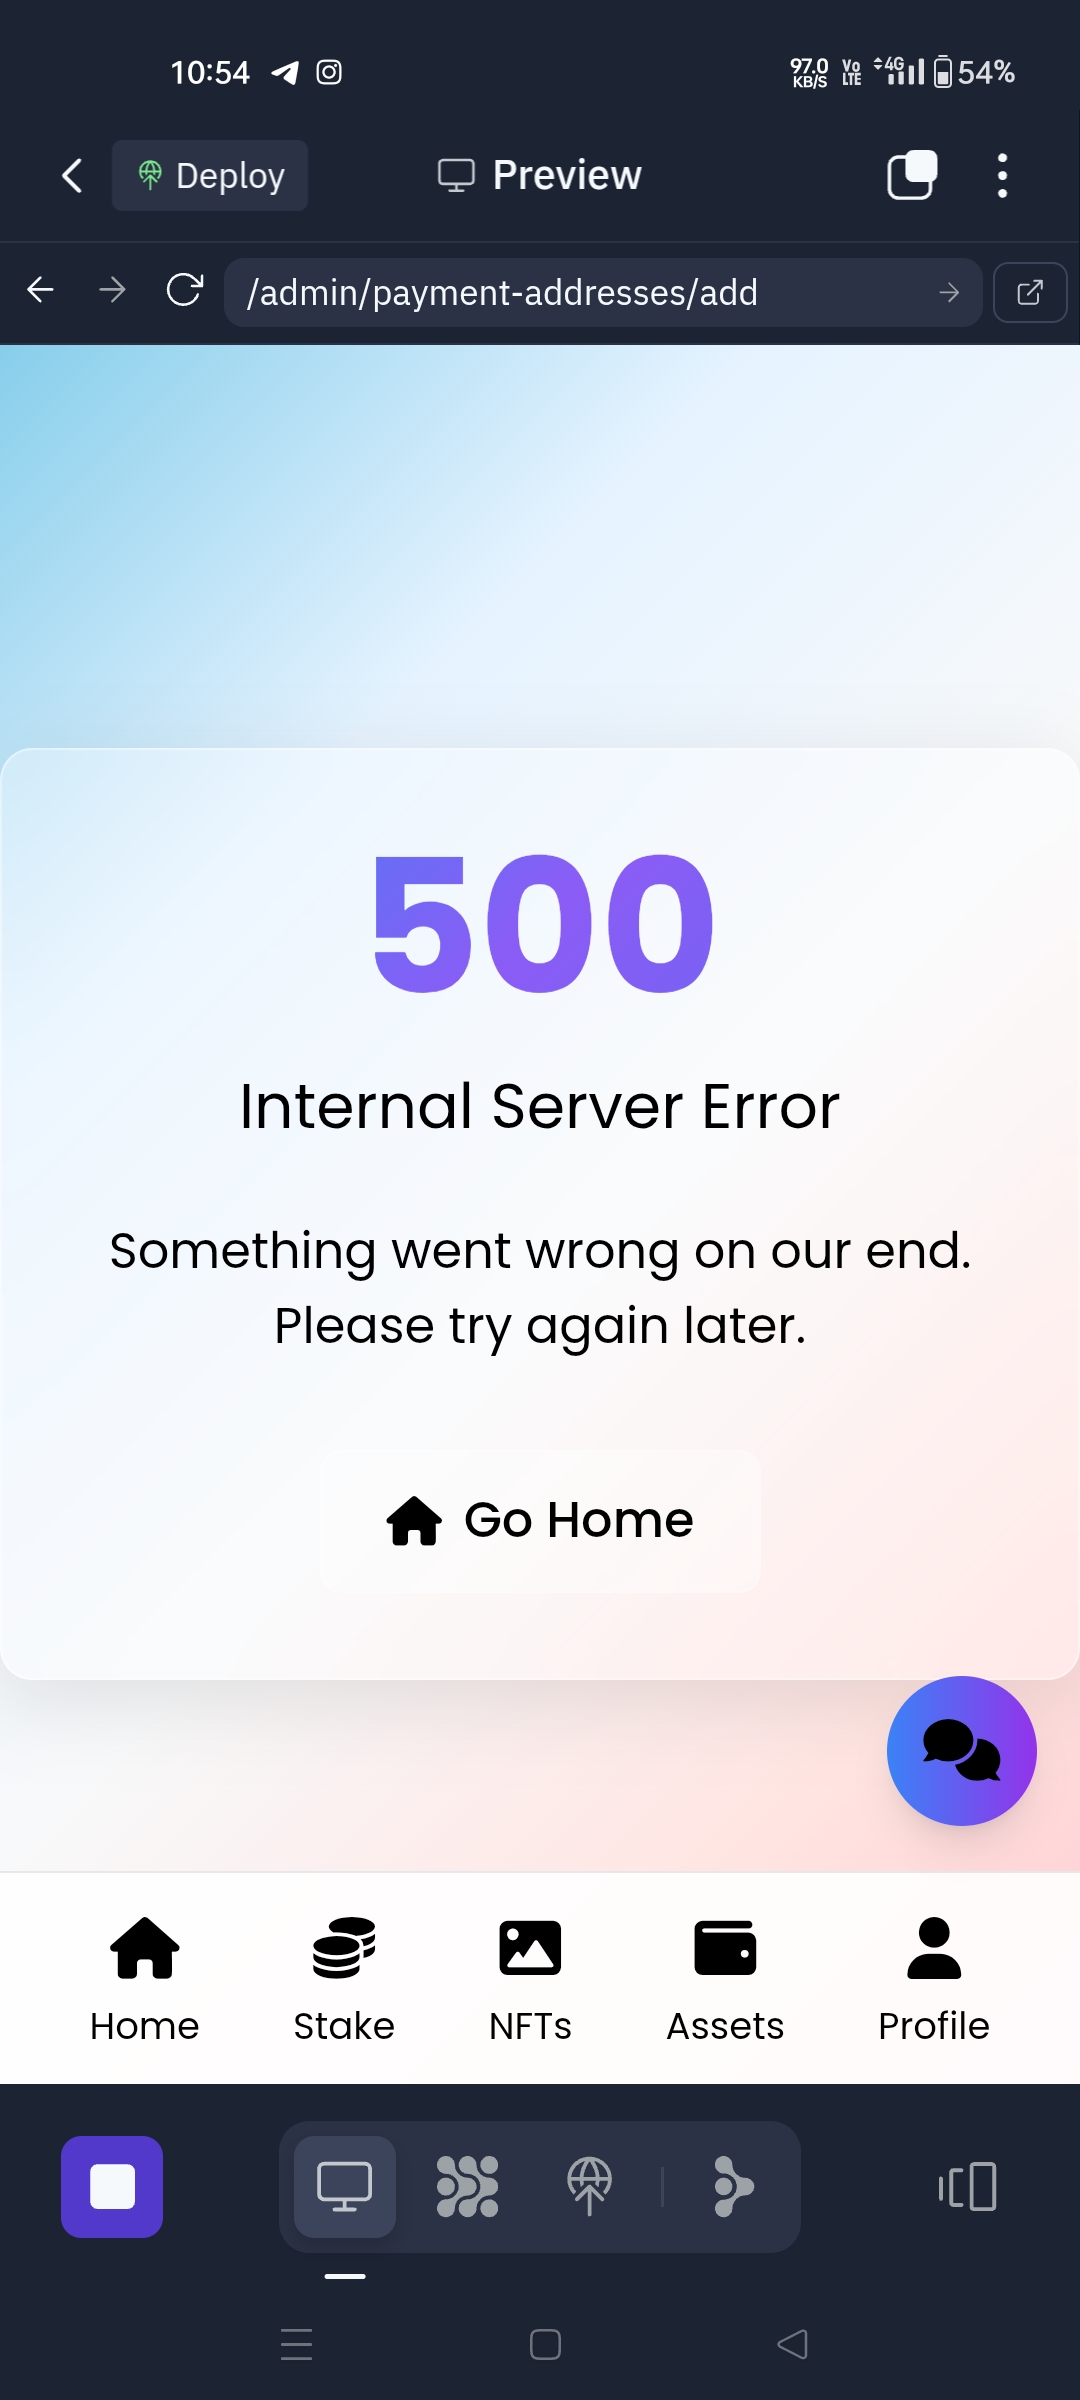 10:54
97.0 KB/S Vo LTE 4G 54%
Deploy
Preview
/admin/payment-addresses/add
500
Internal Server Error
Something went wrong on our end.
Please try again later.
Go Home
Home Stake NFTs Assets Profile